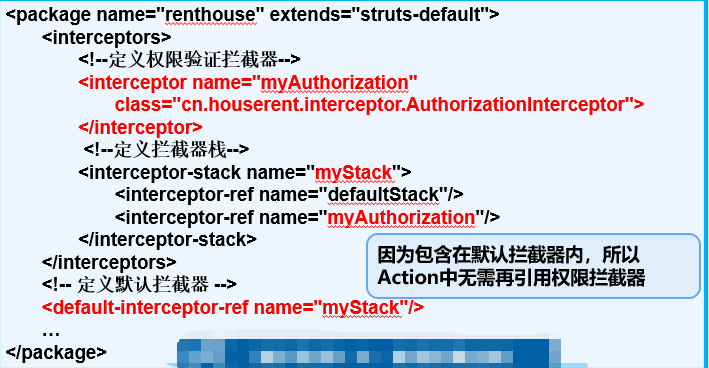 <package name="renthouse" extends="struts-default">
<interceptors>
<!--定义权限验证拦截器-->
<interceptor name="myAuthorization"
class="cn.houserent.interceptor.AuthorizationInterceptor">
</interceptor>
<!--定义拦截器栈-->
<interceptor-stack name="myStack">
<interceptor-ref name="defaultStack"/>
<interceptor-ref name="myAuthorization"/>
</interceptor-stack>
</interceptors>
因为包含在默认拦截器内，所以
Action中无需再引用权限拦截器
<!-- 定义默认拦截器 -->
<default-interceptor-ref name="myStack"/>
…
</package>